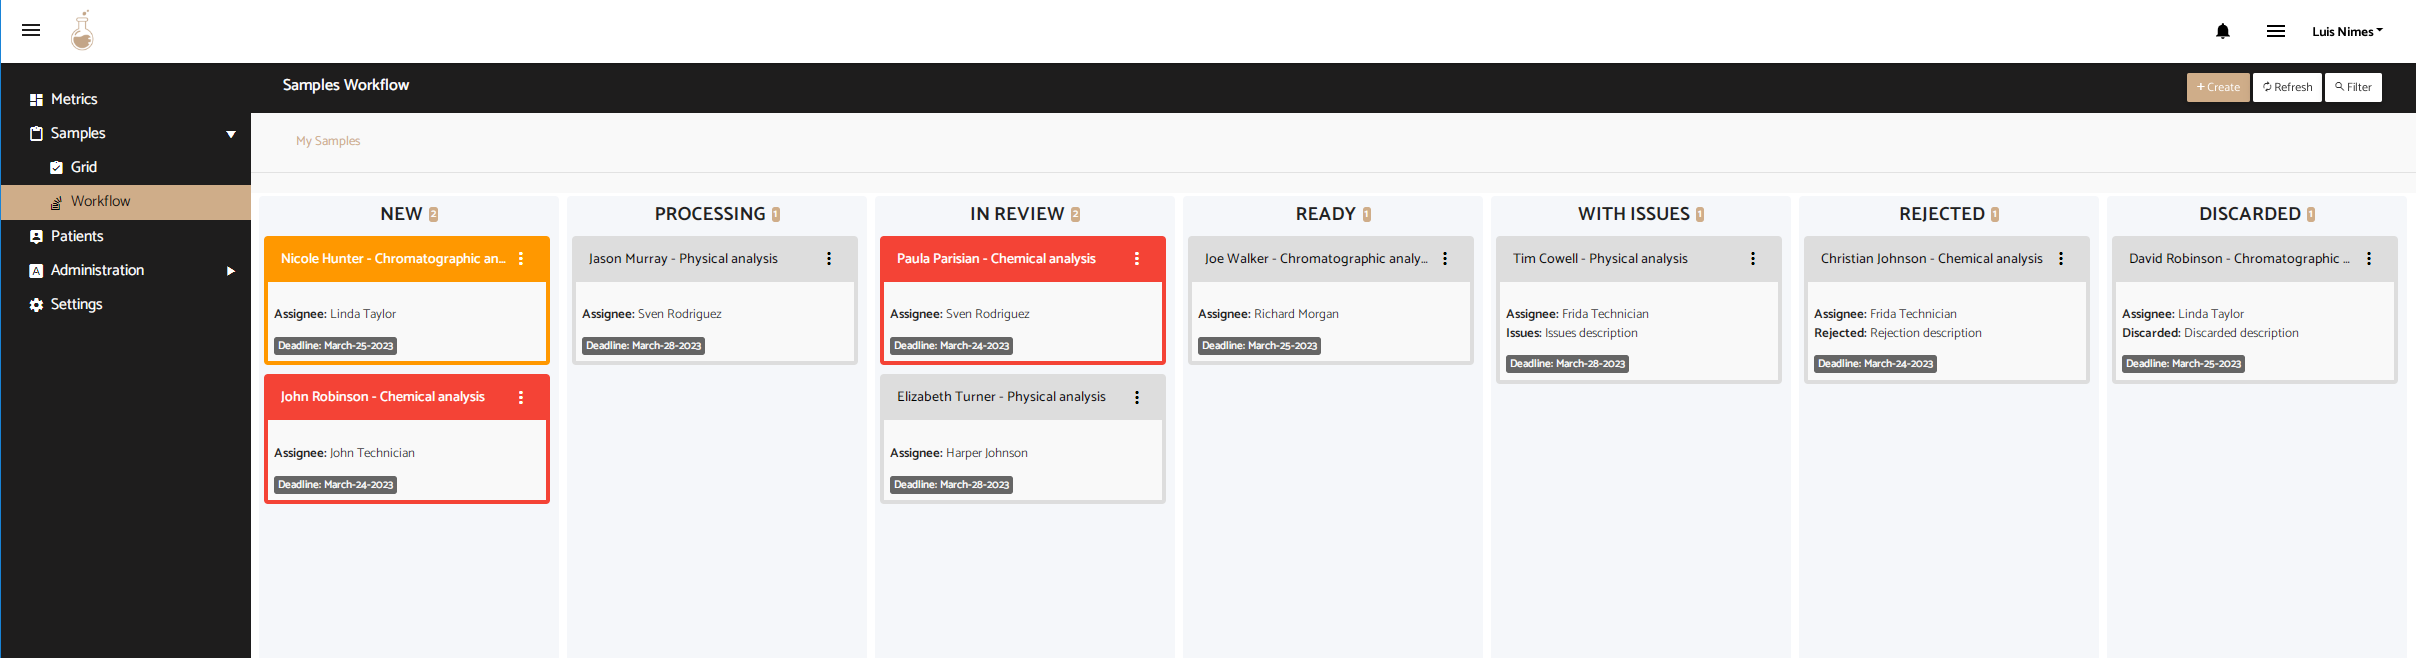 Luis Nimes
Samples Workflow
+ Create
Refresh
Filter
Metrics
Samples
Grid
Workflow
Patients
Administration
Settings
My Samples
NEW 2
Nicole Hunter - Chromatographic an...
Assignee: Linda Taylor
Deadline: March-25-2023
John Robinson - Chemical analysis
Assignee: John Technician
Deadline: March-24-2023
PROCESSING 1
Jason Murray - Physical analysis
Assignee: Sven Rodriguez
Deadline: March-28-2023
IN REVIEW 2
Paula Parisian - Chemical analysis
Assignee: Sven Rodriguez
Deadline: March-24-2023
Elizabeth Turner - Physical analysis
Assignee: Harper Johnson
Deadline: March-28-2023
READY 1
Joe Walker - Chromatographic analy...
Assignee: Richard Morgan
Deadline: March-25-2023
WITH ISSUES 1
Tim Cowell - Physical analysis
Assignee: Frida Technician
Issues: Issues description
Deadline: March-28-2023
REJECTED 1
Christian Johnson - Chemical analysis
Assignee: Frida Technician
Rejected: Rejection description
Deadline: March-24-2023
DISCARDED 1
David Robinson - Chromatographic ...
Assignee: Linda Taylor
Discarded: Discarded description
Deadline: March-25-2023